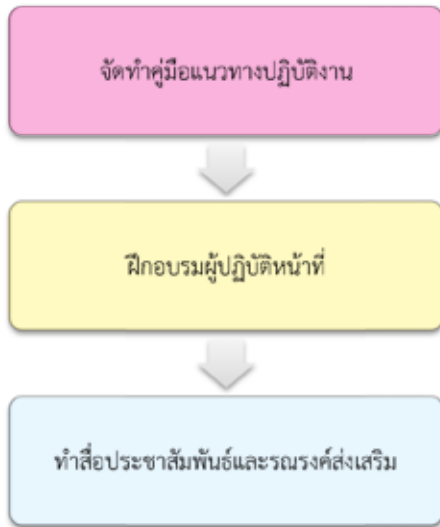 จัดทำคู่มือแนวทางปฏิบัติงาน
ฝึกอบรมผู้ปฏิบัติหน้าที่
ทำสื่อประชาสัมพันธ์และรณรงค์ส่งเสริม